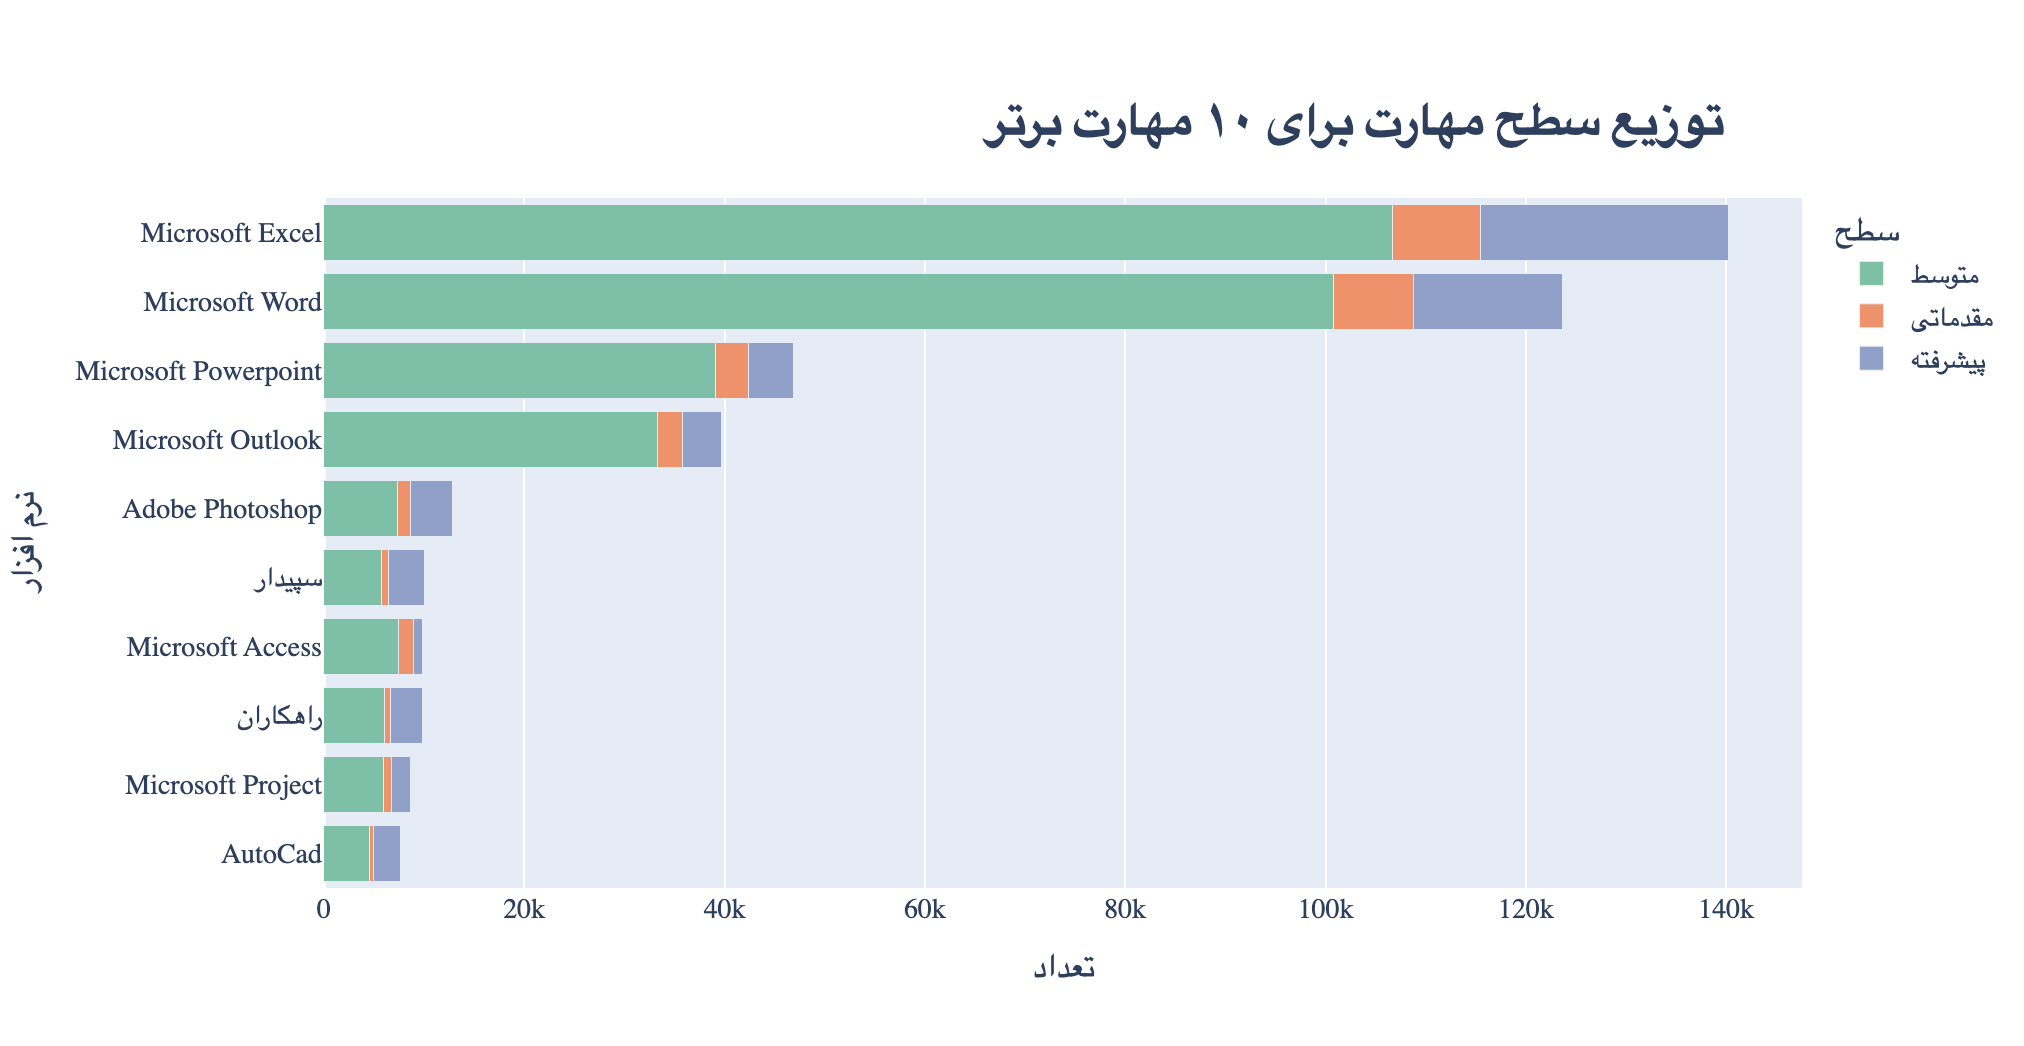 توزیع سطح مهارت برای ۱۰ مهارت برتر
سطح
متوسط
مقدماتی
پیشرفته
نرم افزار
Microsoft Excel
Microsoft Word
Microsoft Powerpoint
Microsoft Outlook
Adobe Photoshop
سپیدار
Microsoft Access
راهکاران
Microsoft Project
AutoCad
0 20k 40k 60k 80k 100k 120k 140k
تعداد